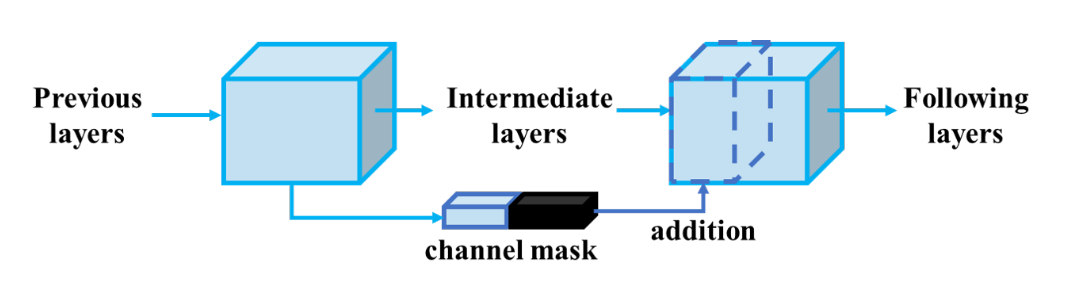 Previous
layers
Intermediate
layers
Following
layers
channel mask
addition